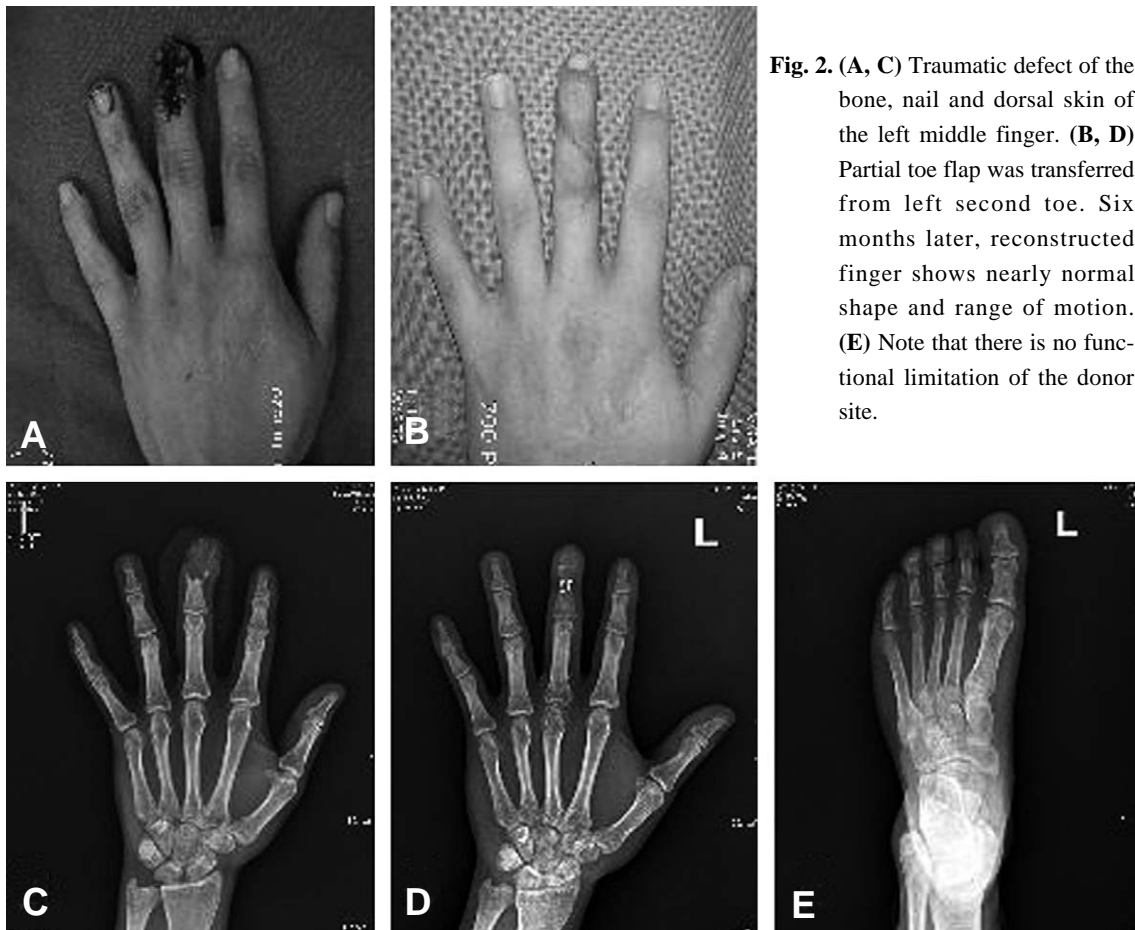 Fig. 2. (A, C) Traumatic defect of the
bone, nail and dorsal skin of
the left middle finger. (B, D)
Partial toe flap was transferred
from left second toe. Six
months later, reconstructed
finger shows nearly normal
shape and range of motion.
(E) Note that there is no func-
tional limitation of the donor
site.
A
B
L
L
C
D
E